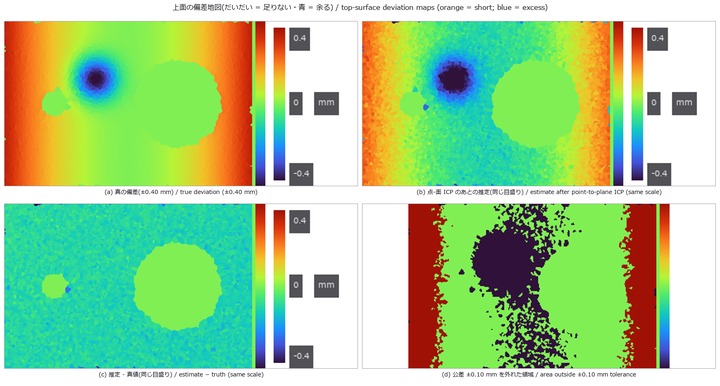 上面の偏差地図(だいだい = 足りない・青 = 余る) / top-surface deviation maps (orange = short; blue = excess)
0.4
0
mm
-0.4
0.4
0
mm
-0.4
(a) 真の偏差(±0.40 mm) / true deviation (±0.40 mm)
(b) 点-面 ICP のあとの推定(同じ目盛り) / estimate after point-to-plane ICP (same scale)
0.4
0
mm
-0.4
(c) 推定 - 真値(同じ目盛り) / estimate − truth (same scale)
(d) 公差 ±0.10 mm を外れた領域 / area outside ±0.10 mm tolerance